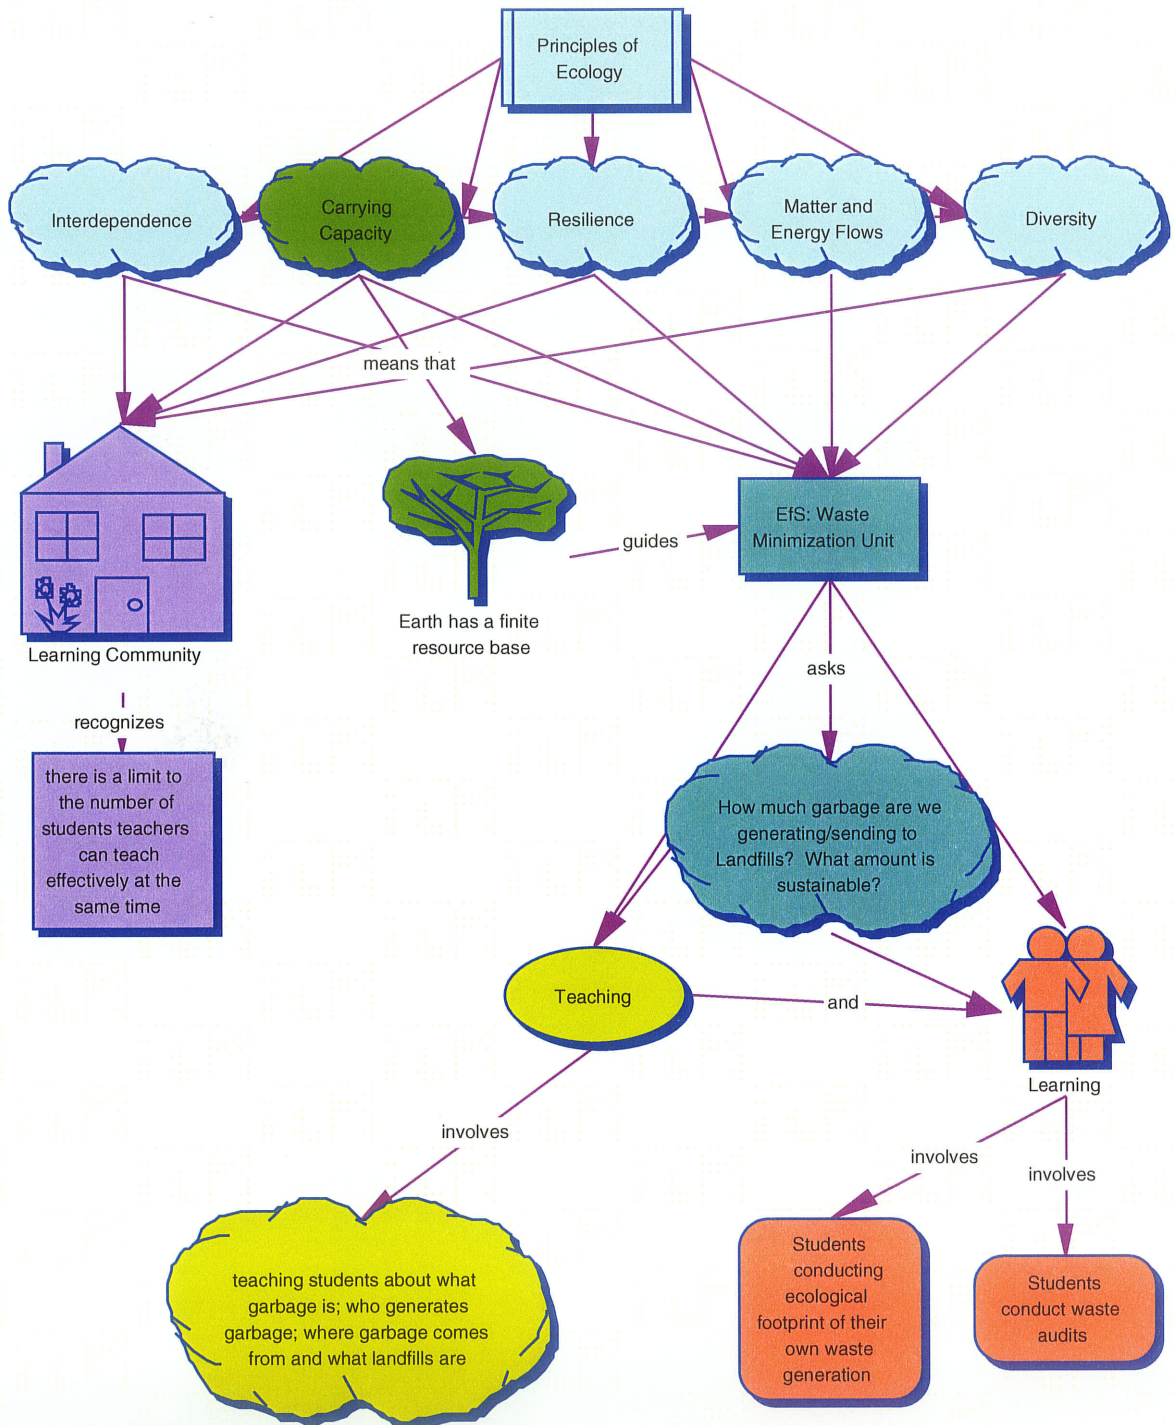 Principles of
Ecology
Interdependence
Carrying
Capacity
Resilience
Matter and
Energy Flows
Diversity
means that
Learning Community
recognizes
there is a limit to
the number of
students teachers
can teach
effectively at the
same time
Earth has a finite
resource base
guides
EfS: Waste
Minimization Unit
asks
How much garbage are we
generating/sending to
Landfills? What amount is
sustainable?
Teaching
and
Learning
involves
teaching students about what
garbage is; who generates
garbage; where garbage comes
from and what landfills are
involves
Students
conducting
ecological
footprint of their
own waste
generation
involves
Students
conduct waste
audits